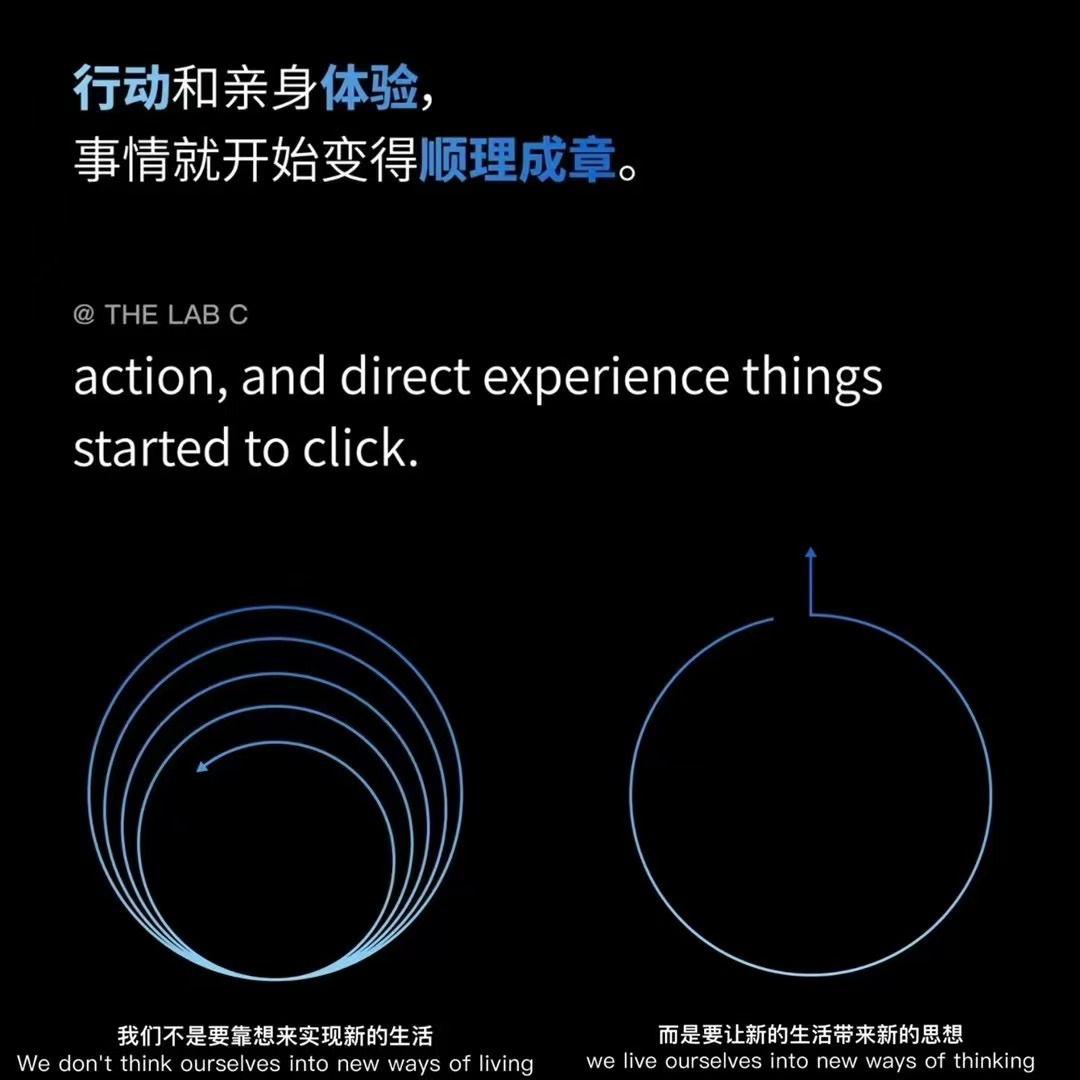 行动和亲身体验，
事情就开始变得顺理成章。
@ THE LAB C
action, and direct experience things
started to click.
我们不是要靠想来实现新的生活
We don't think ourselves into new ways of living
而是要让新的生活带来新的思想
we live ourselves into new ways of thinking